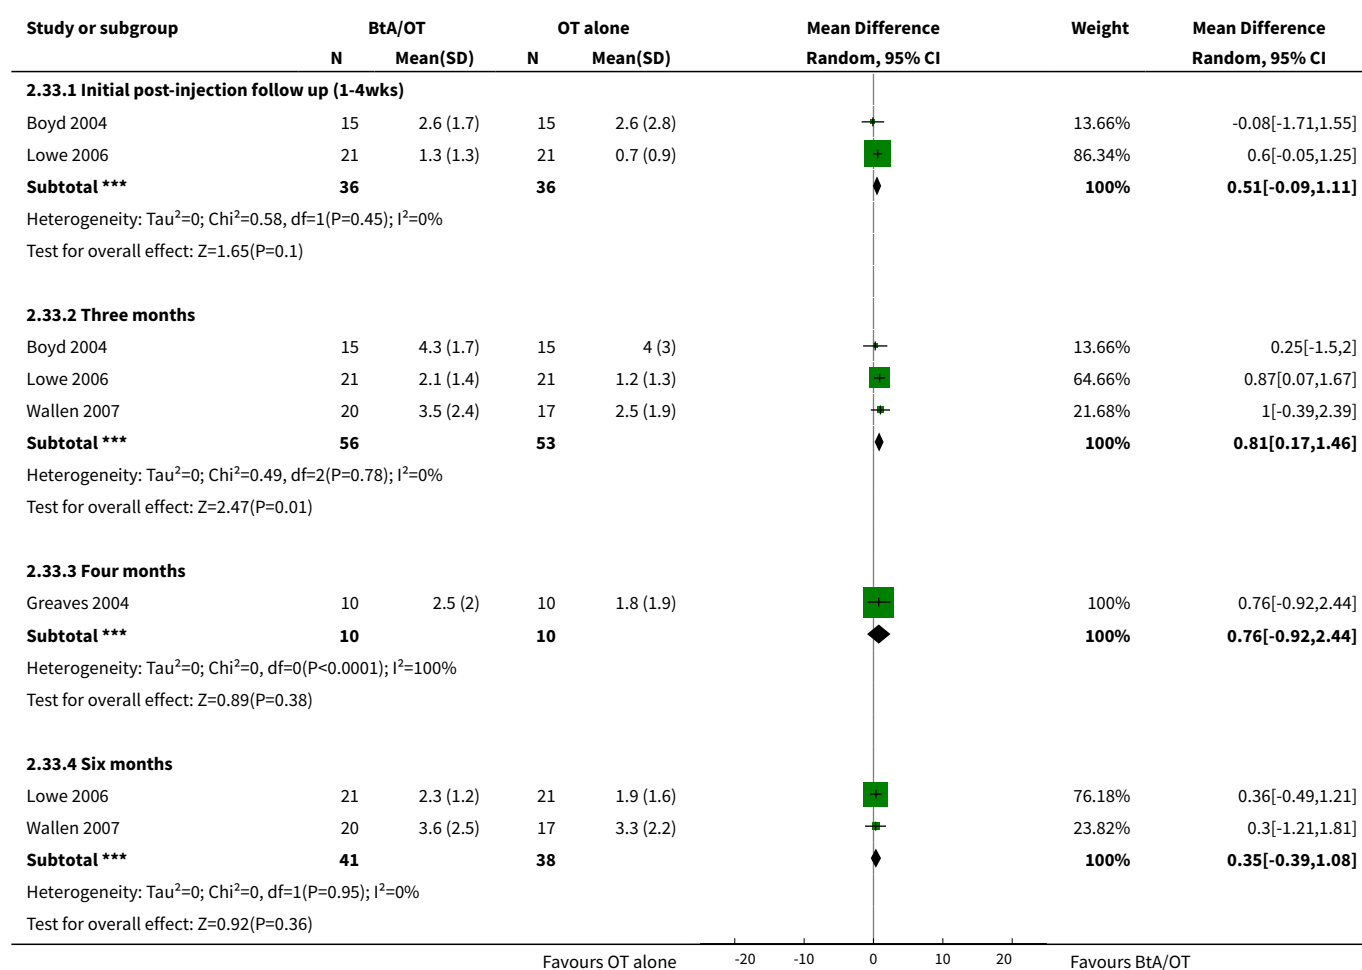 Study or subgroup BtA/OT OT alone Mean Difference Weight Mean Difference
N Mean(SD) N Mean(SD) Random, 95% CI Random, 95% CI
2.33.1 Initial post-injection follow up (1-4wks)
Boyd 2004 15 2.6 (1.7) 15 2.6 (2.8) 13.66% -0.08[-1.71,1.55]
Lowe 2006 21 1.3 (1.3) 21 0.7 (0.9) 86.34% 0.6[-0.05,1.25]
Subtotal *** 36 36 100% 0.51[-0.09,1.11]
Heterogeneity: Tau²=0; Chi²=0.58, df=1(P=0.45); I²=0%
Test for overall effect: Z=1.65(P=0.1)
2.33.2 Three months
Boyd 2004 15 4.3 (1.7) 15 4 (3) 13.66% 0.25[-1.5,2]
Lowe 2006 21 2.1 (1.4) 21 1.2 (1.3) 64.66% 0.87[0.07,1.67]
Wallen 2007 20 3.5 (2.4) 17 2.5 (1.9) 21.68% 1[-0.39,2.39]
Subtotal *** 56 53 100% 0.81[0.17,1.46]
Heterogeneity: Tau²=0; Chi²=0.49, df=2(P=0.78); I²=0%
Test for overall effect: Z=2.47(P=0.01)
2.33.3 Four months
Greaves 2004 10 2.5 (2) 10 1.8 (1.9) 100% 0.76[-0.92,2.44]
Subtotal *** 10 10 100% 0.76[-0.92,2.44]
Heterogeneity: Tau²=0; Chi²=0, df=0(P<0.0001); I²=100%
Test for overall effect: Z=0.89(P=0.38)
2.33.4 Six months
Lowe 2006 21 2.3 (1.2) 21 1.9 (1.6) 76.18% 0.36[-0.49,1.21]
Wallen 2007 20 3.6 (2.5) 17 3.3 (2.2) 23.82% 0.3[-1.21,1.81]
Subtotal *** 41 38 100% 0.35[-0.39,1.08]
Heterogeneity: Tau²=0; Chi²=0, df=1(P=0.95); I²=0%
Test for overall effect: Z=0.92(P=0.36)
Favours OT alone -20 -10 0 10 20 Favours BtA/OT